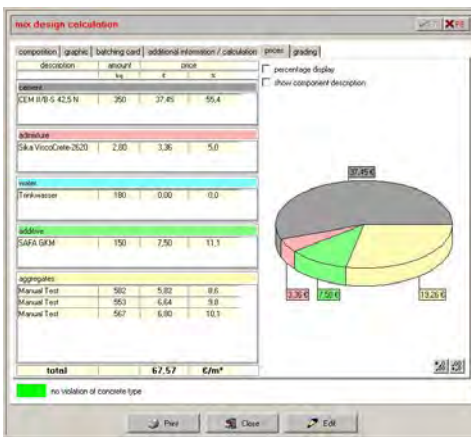 mix design calculation
composition graphic batching card additional information / calculation prices grading
description amount price
kg € %
cement
CEM II/B-S 42,5 N 350 37,45 55,4
admixture
Sika ViscoCrete-2620 2,80 3,36 5,0
water
Trinkwasser 180 0,00 0,0
additive
SAFA GKM 150 7,50 11,1
aggregates
Manual Test 582 5,82 8,6
Manual Test 553 6,64 9,8
Manual Test 567 6,80 10,1
total 67,57 €/m³
percentage display
show component description
37,45 €
3,36 €
7,50 €
19,26 €
no violation of concrete type
Print Close Edit